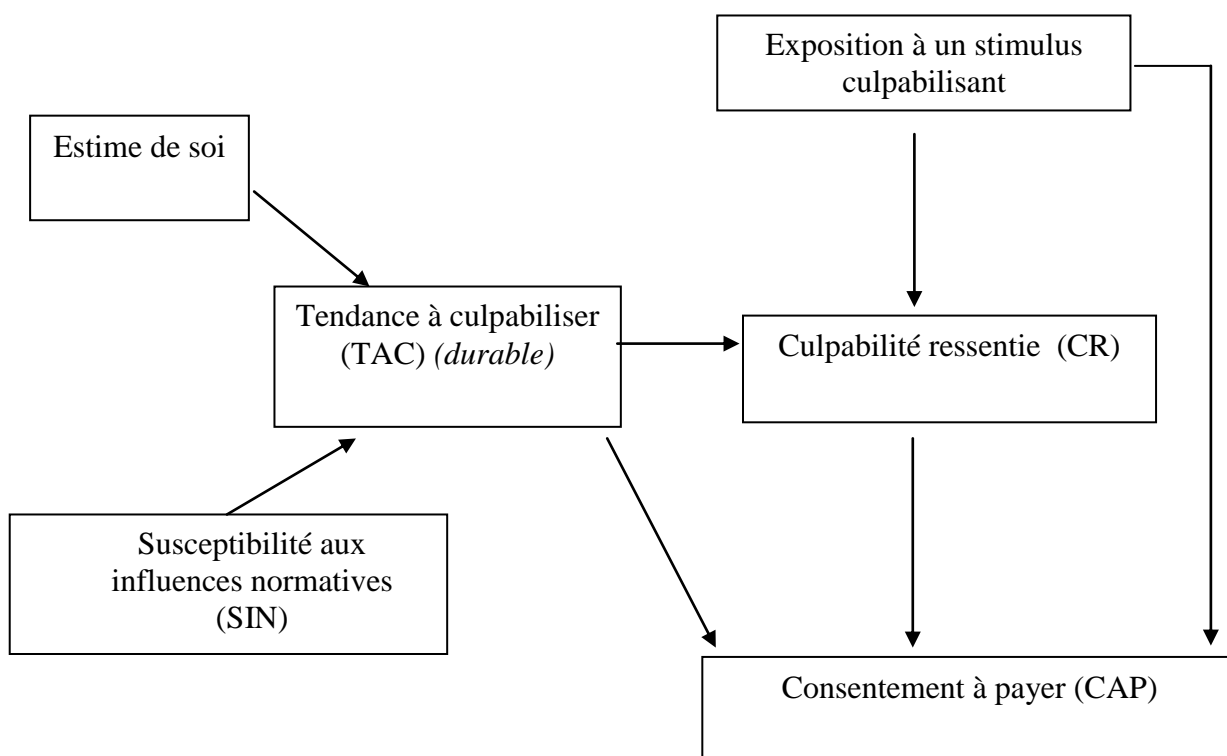 Exposition à un stimulus
culpabilisant
Estime de soi
Tendance à culpabiliser
(TAC) (durable)
Culpabilité ressentie (CR)
Susceptibilité aux
influences normatives
(SIN)
Consentement à payer (CAP)